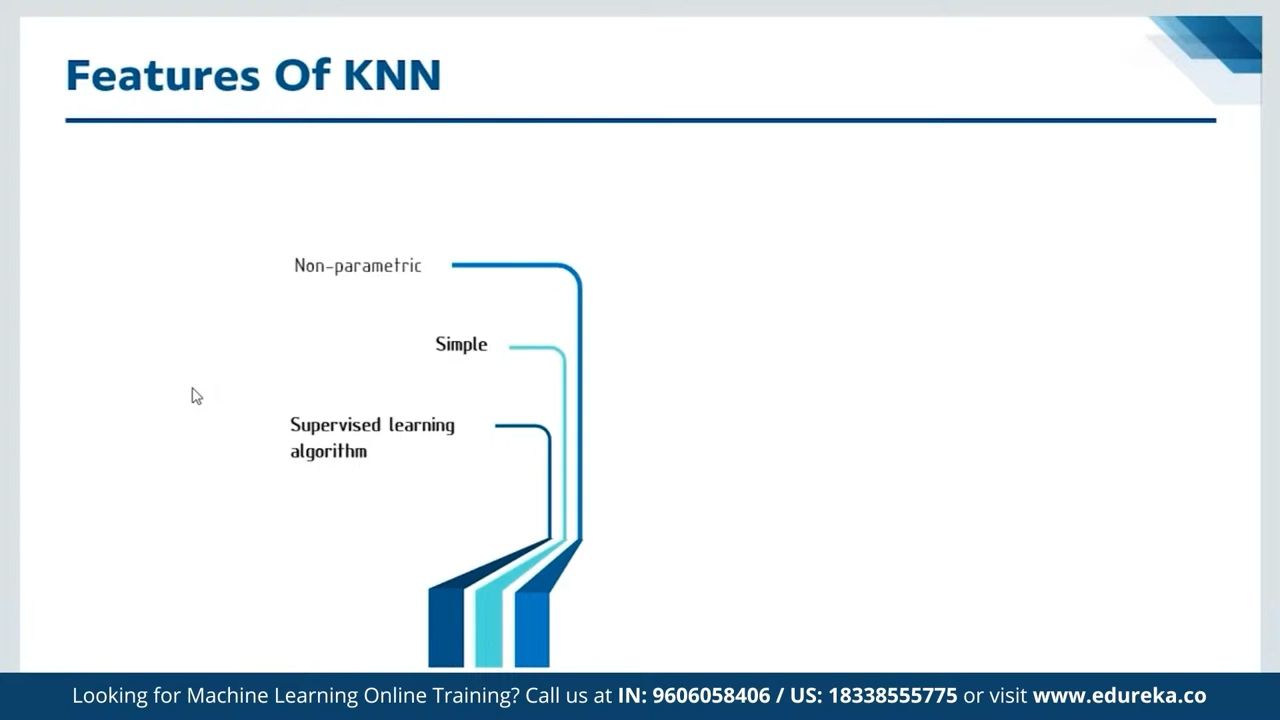 Features Of KNN
Non-parametric
Simple
Supervised learning
algorithm
Looking for Machine Learning Online Training? Call us at IN: 9606058406 / US: 18338555775 or visit www.edureka.co